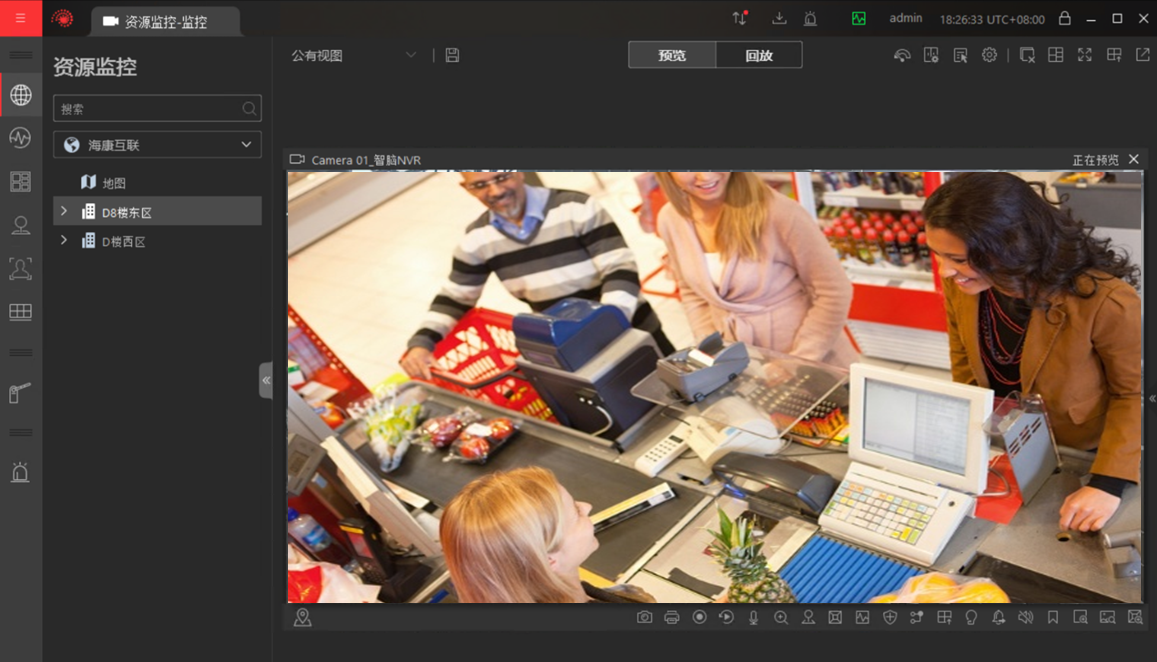 资源监控-监控
admin
18:26:33 UTC+08:00
资源监控
搜索
海康互联
地图
D8楼东区
D楼西区
公有视图
预览
回放
Camera 01_智脑NVR
正在预览